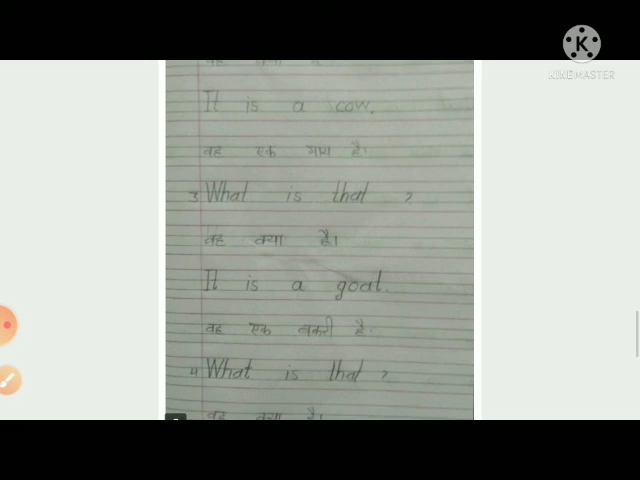 K
KINEMASTER
It is a cow.
वह एक गाय है।
3 What is that ?
वह क्या है।
It is a goat.
वह एक बकरी है.
4 What is that ?
वह क्या है।